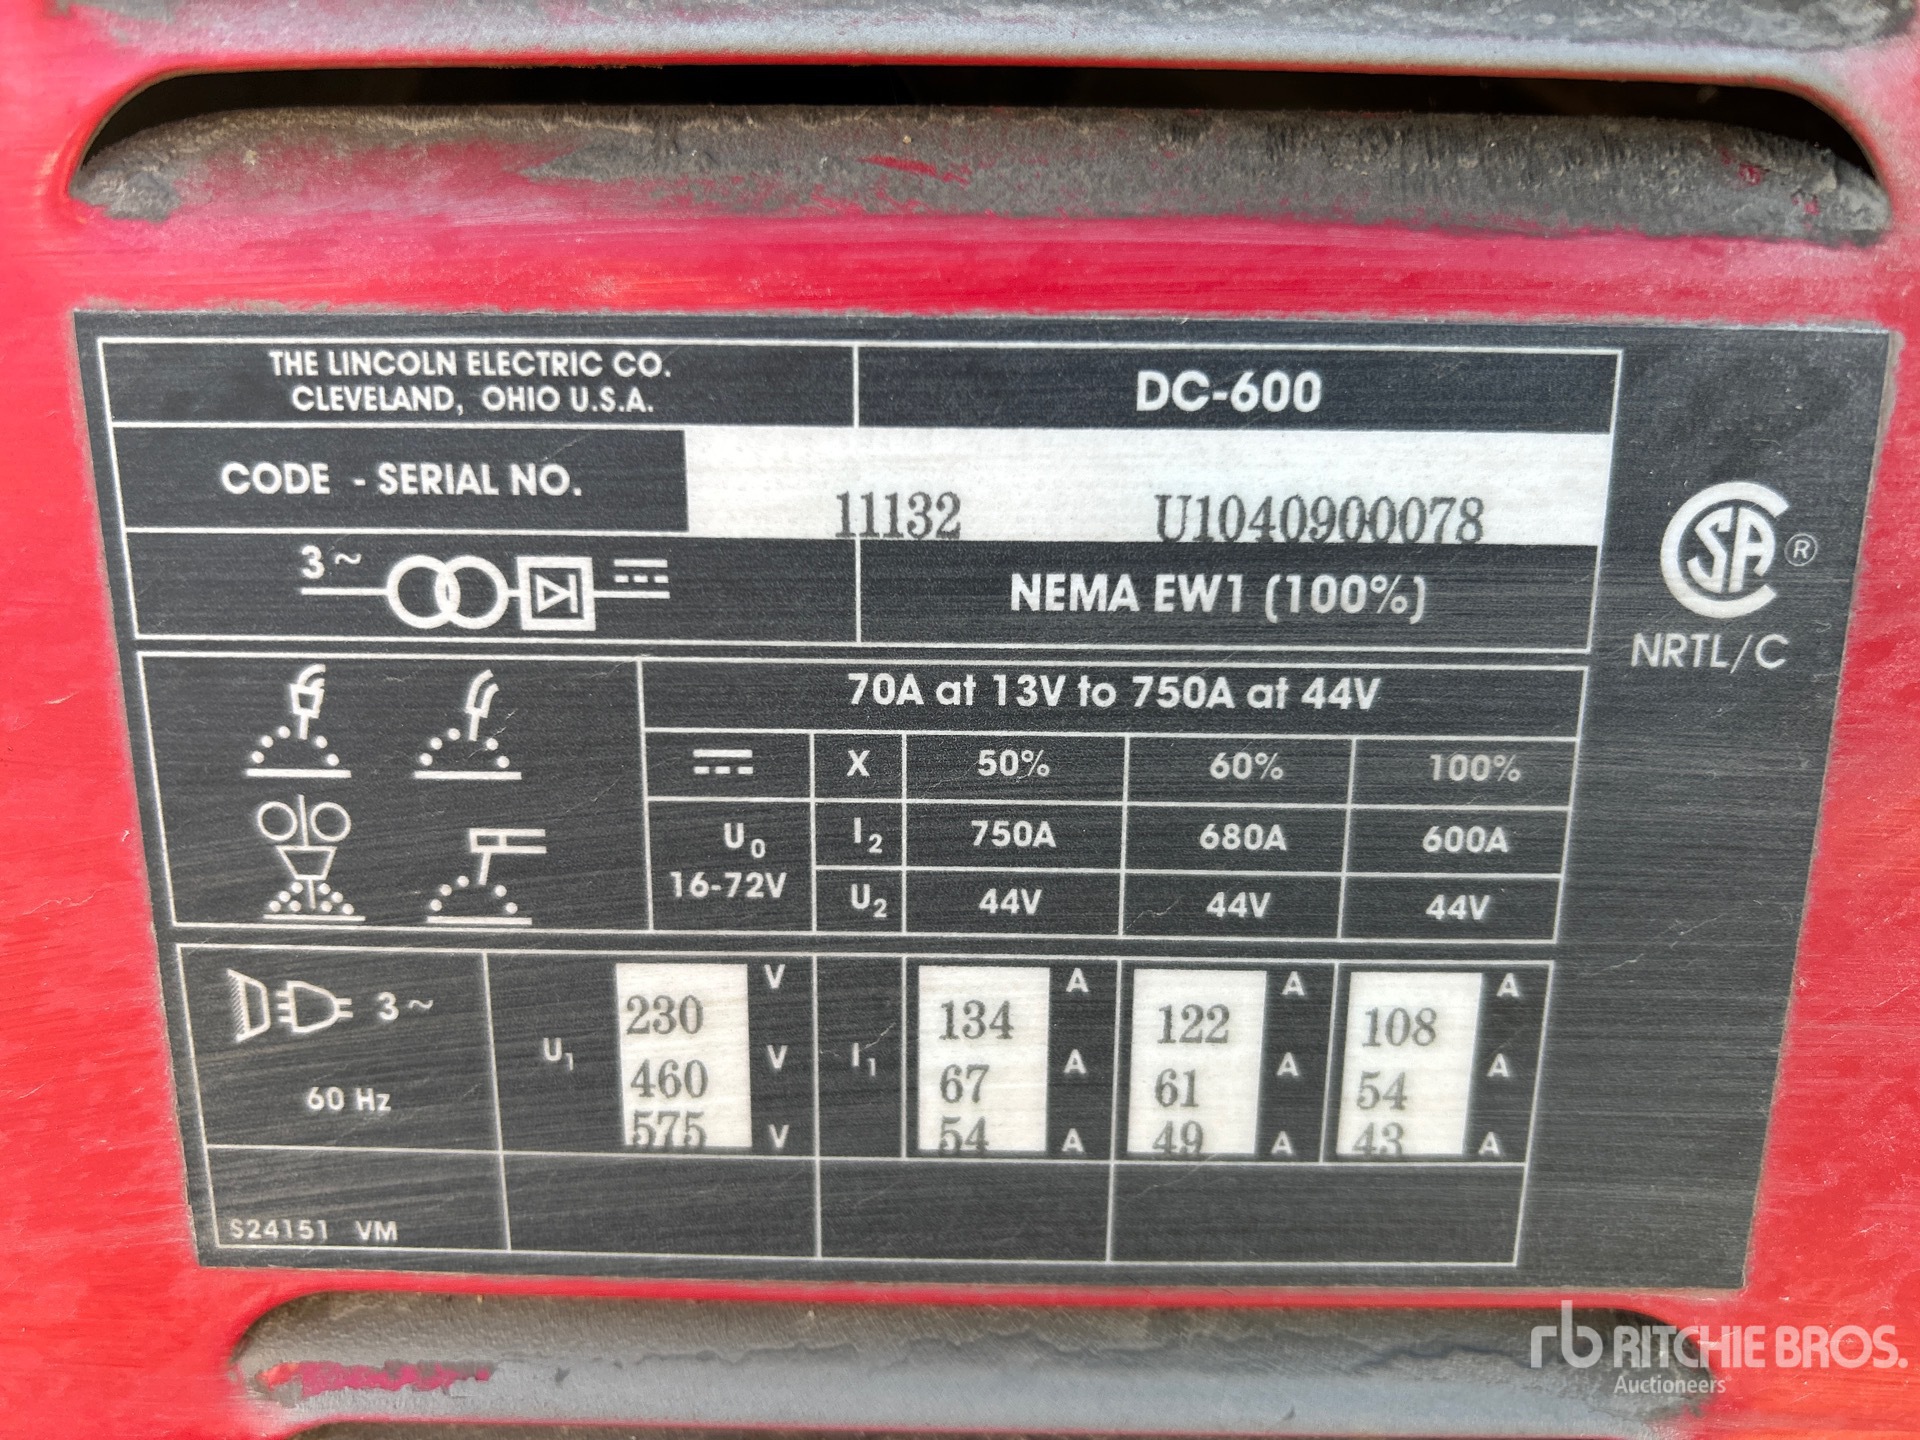 THE LINCOLN ELECTRIC CO.
CLEVELAND, OHIO U.S.A.
DC-600
CODE - SERIAL NO.
11132 U1040900078
3~
NEMA EW1 (100%)
CSA ®
NRTL/C
70A at 13V to 750A at 44V
X 50% 60% 100%
U0
16-72V
I2 750A 680A 600A
U2 44V 44V 44V
3~
60 Hz
U1
230 V
460 V
575 V
I1
134 A 122 A 108 A
67 A 61 A 54 A
54 A 49 A 43 A
S24151 VM
rb RITCHIE BROS.
Auctioneers